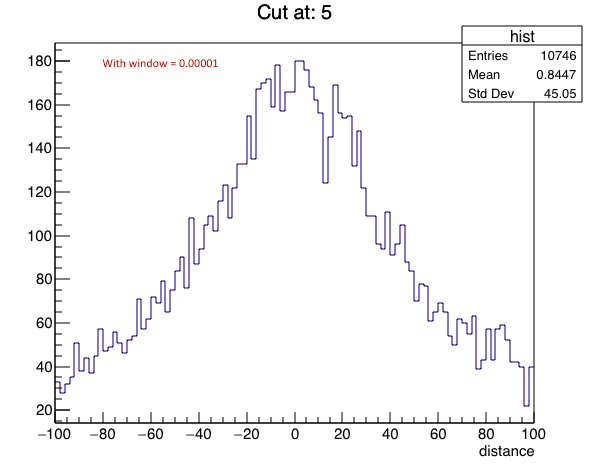 Cut at: 5
hist
Entries 10746
Mean 0.8447
Std Dev 45.05
With window = 0.00001
180
160
140
120
100
80
60
40
20
−100 −80 −60 −40 −20 0 20 40 60 80 100
distance